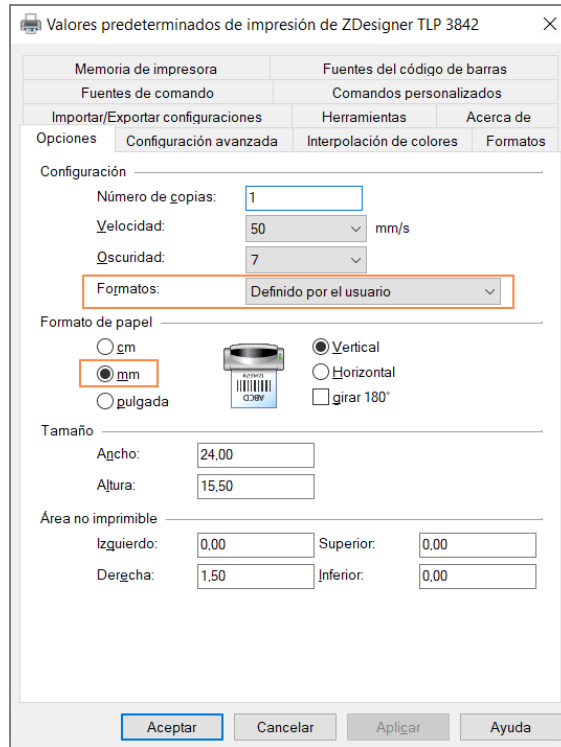 Valores predeterminados de impresión de ZDesigner TLP 3842
Memoria de impresora Fuentes del código de barras
Fuentes de comando Comandos personalizados
Importar/Exportar configuraciones Herramientas Acerca de
Opciones Configuración avanzada Interpolación de colores Formatos
Configuración
Número de copias: 1
Velocidad: 50 mm/s
Oscuridad: 7
Formatos: Definido por el usuario
Formato de papel
cm Vertical
mm Horizontal
pulgada girar 180°
ABCD
Tamaño
Ancho: 24,00
Altura: 15,50
Área no imprimible
Izquierdo: 0,00 Superior: 0,00
Derecha: 1,50 Inferior: 0,00
Aceptar Cancelar Aplicar Ayuda